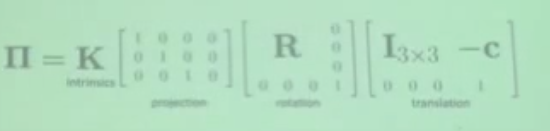 Π = K [ 1 0 0 0 [ R 0 [ I3×3 −c
0 1 0 0 0
0 0 1 0 ] 0
0 0 0 1 ] 0 0 0 1 ]
intrinsics projection rotation translation